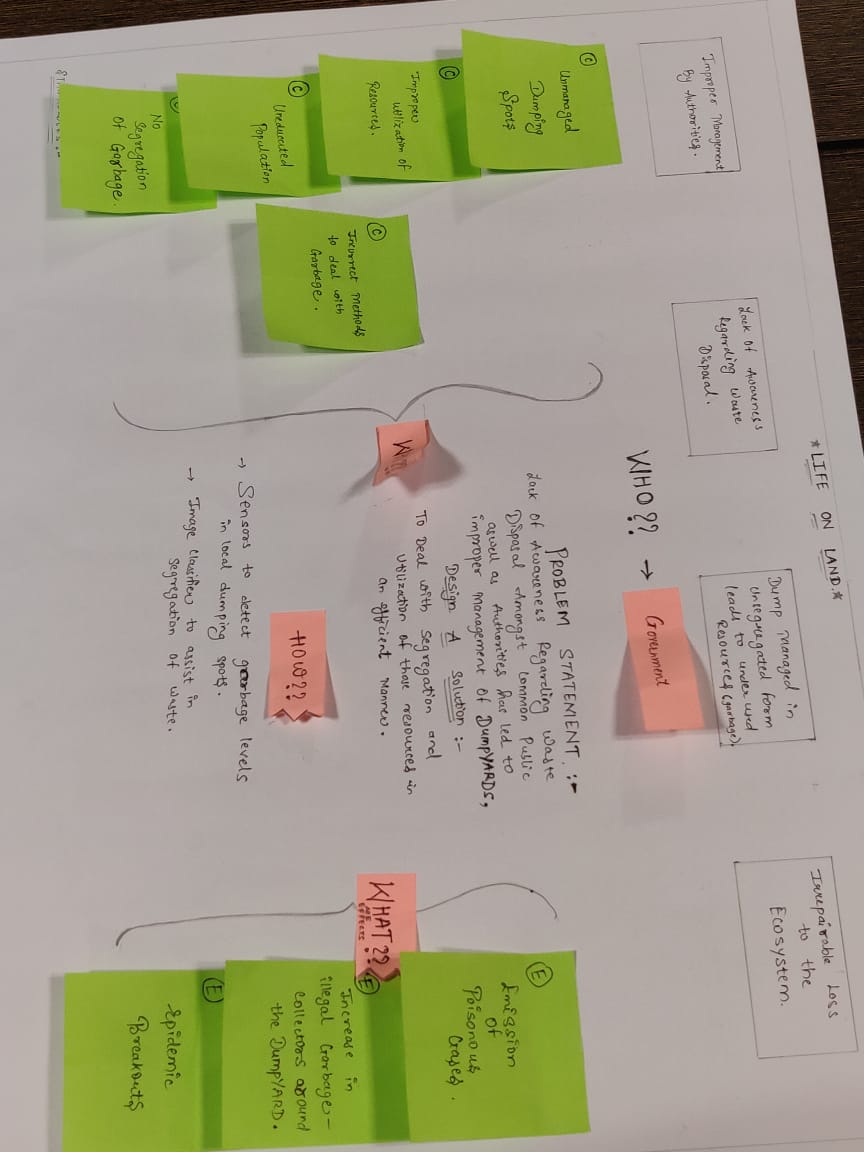 *LIFE ON LAND.*
Improper Management
By Authorities.
Lack of Awareness
Regarding Waste
Disposal.
Dump Managed in
Unsegregated form
leads to under used
Resources (garbage).
Irrepairable Loss
to the
Ecosystem.
WHO?? →
Government
C
Unmanaged
Dumping
Spots
C
Improper
utilization of
Resources.
C
Uneducated
Population
No
Segregation
Of Garbage.
C
Incorrect Methods
to deal with
Garbage.
PROBLEM STATEMENT :-
Lack of Awareness Regarding Waste
Disposal Amongst Common Public
aswell as Authorities has led to
improper management of DumpYARDS,
Design A Solution :-
To Deal with Segregation and
Utilization of those resources in
an efficient Manner.
HOW??
→ Sensors to detect garbage levels
in local dumping spots.
→ Image Classifier to assist in
segregation of waste.
WHAT??
EFFECTS
E
Emission
of
Poisonous
Gases.
E
Increase in
illegal Garbage-
collectors around
the DumpYARD.
E
Epidemic
Breakouts